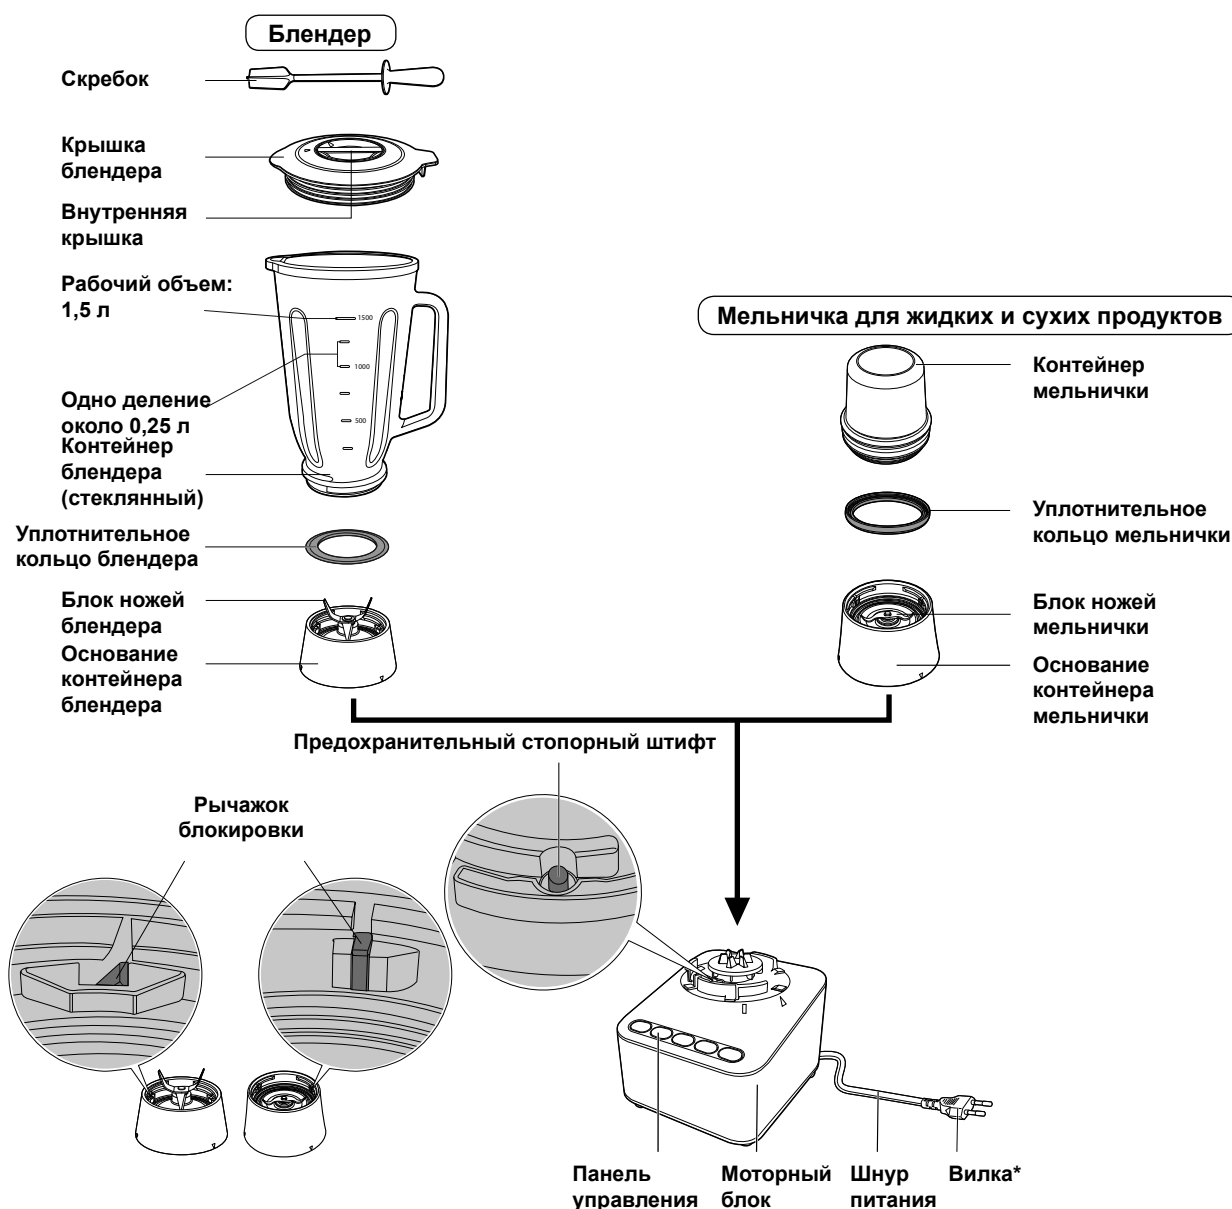 Блендер
Скребок
Крышка
блендера
Внутренняя
крышка
Рабочий объем:
1,5 л
1500
1000
500
Одно деление
около 0,25 л
Контейнер
блендера
(стеклянный)
Уплотнительное
кольцо блендера
Блок ножей
блендера
Основание
контейнера
блендера
Мельничка для жидких и сухих продуктов
Контейнер
мельнички
Уплотнительное
кольцо мельнички
Блок ножей
мельнички
Основание
контейнера
мельнички
Предохранительный стопорный штифт
Рычажок
блокировки
Панель
управления
Моторный
блок
Шнур
питания
Вилка*